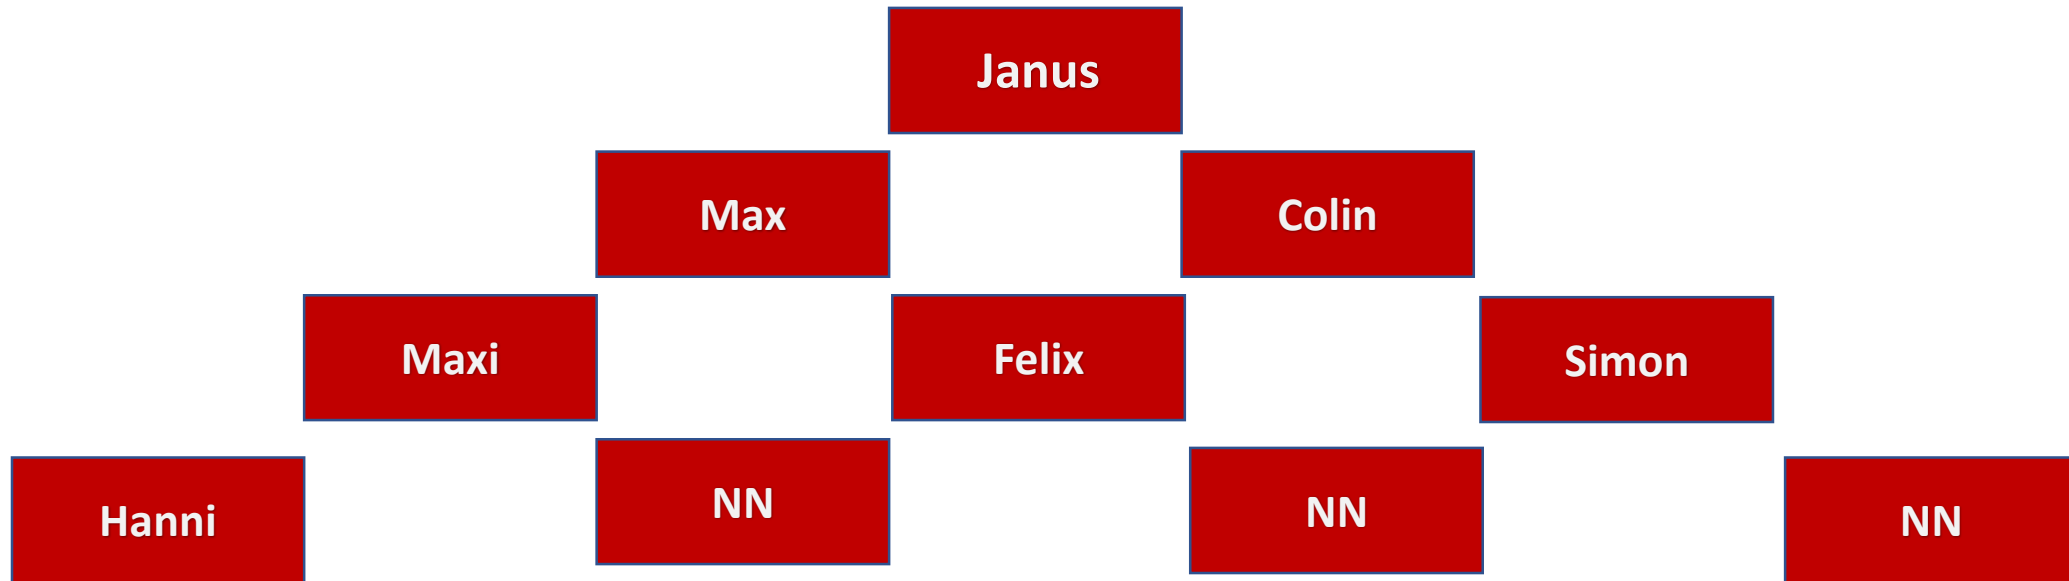 Janus
Max Colin
Maxi Felix Simon
Hanni NN NN NN